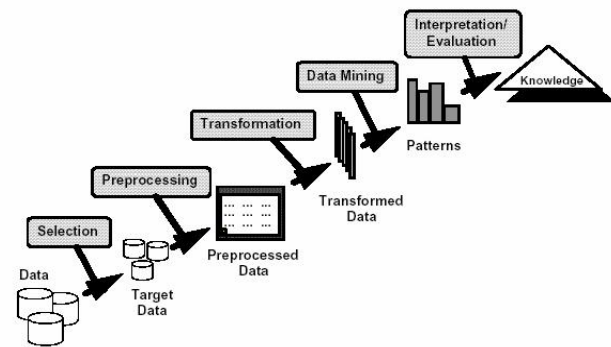 Interpretation/
Evaluation
Data Mining
Knowledge
Transformation
Patterns
Preprocessing
Transformed
Data
Selection
Preprocessed
Data
Data
Target
Data